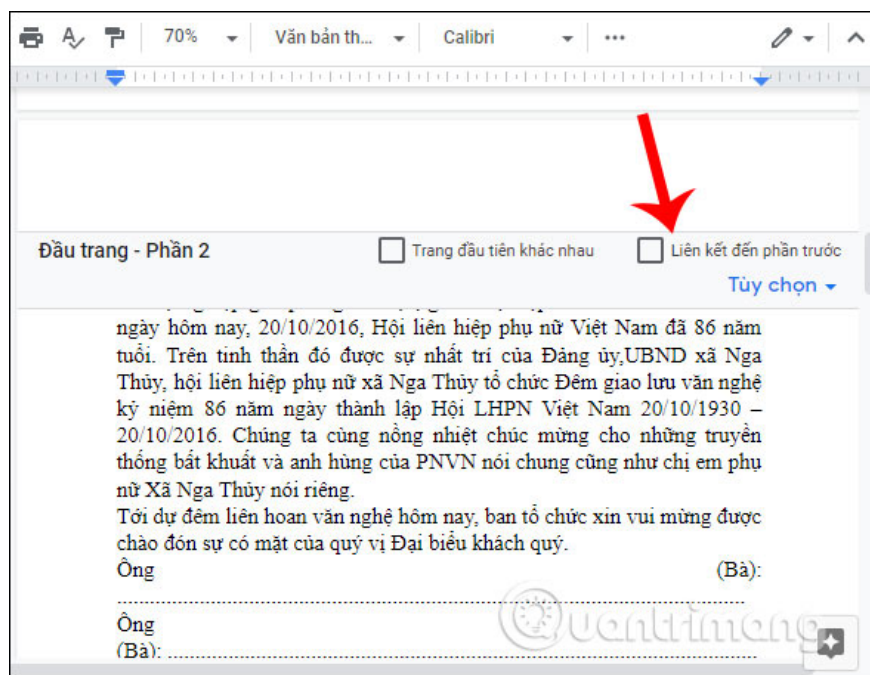 70% Văn bản th... Calibri
Đầu trang - Phần 2 Trang đầu tiên khác nhau Liên kết đến phần trước
Tùy chọn
ngày hôm nay, 20/10/2016, Hội liên hiệp phụ nữ Việt Nam đã 86 năm
tuổi. Trên tinh thần đó được sự nhất trí của Đảng ủy,UBND xã Nga
Thủy, hội liên hiệp phụ nữ xã Nga Thủy tổ chức Đêm giao lưu văn nghệ
kỷ niệm 86 năm ngày thành lập Hội LHPN Việt Nam 20/10/1930 –
20/10/2016. Chúng ta cùng nồng nhiệt chúc mừng cho những truyền
thống bất khuất và anh hùng của PNVN nói chung cũng như chị em phụ
nữ Xã Nga Thủy nói riêng.
Tới dự đêm liên hoan văn nghệ hôm nay, ban tổ chức xin vui mừng được
chào đón sự có mặt của quý vị Đại biểu khách quý.
Ông (Bà):
Ông
(Bà):
Quantrimang